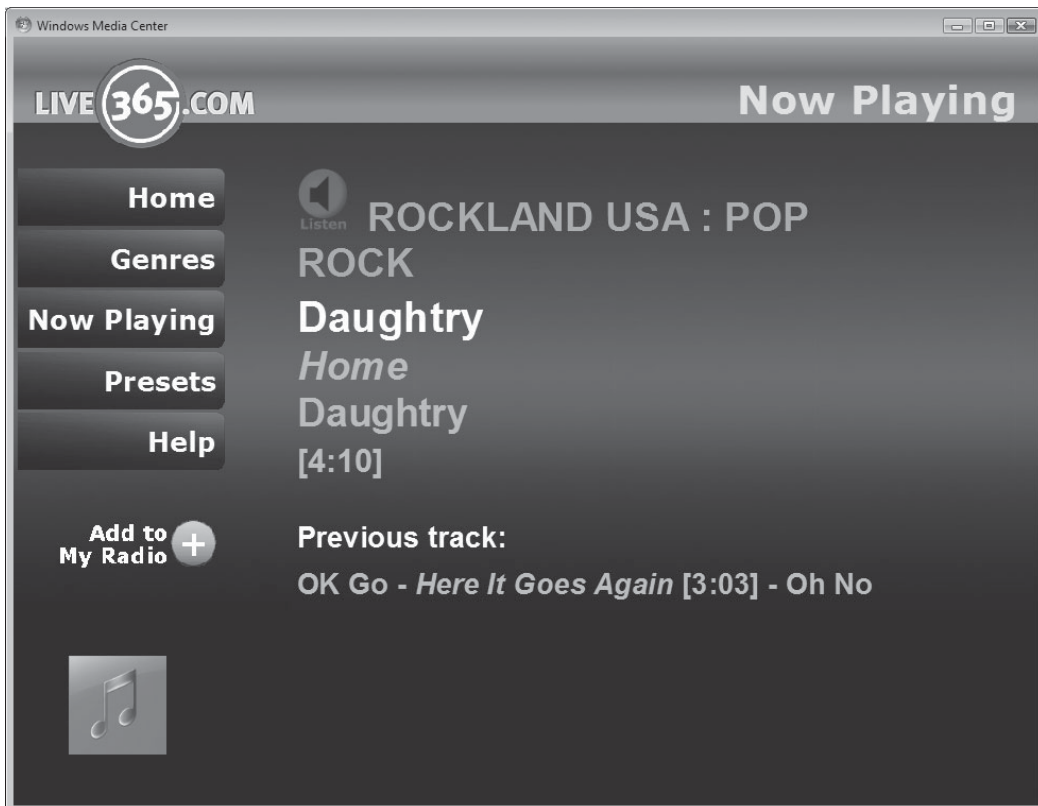 Windows Media Center
LIVE 365.COM
Now Playing
Home
Genres
Now Playing
Presets
Help
Add to
My Radio
Listen
ROCKLAND USA : POP
ROCK
Daughtry
Home
Daughtry
[4:10]
Previous track:
OK Go - Here It Goes Again [3:03] - Oh No